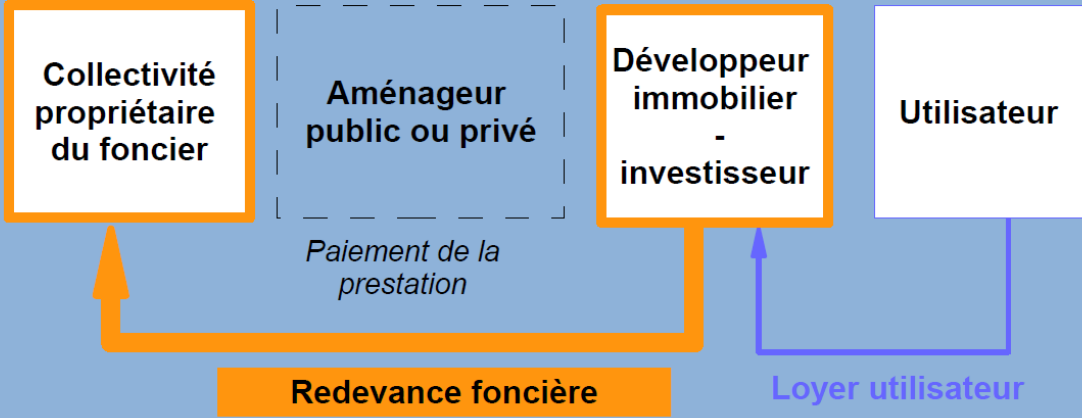 Collectivité
propriétaire
du foncier
Aménageur
public ou privé
Développeur
immobilier
-
investisseur
Utilisateur
Paiement de la
prestation
Redevance foncière
Loyer utilisateur